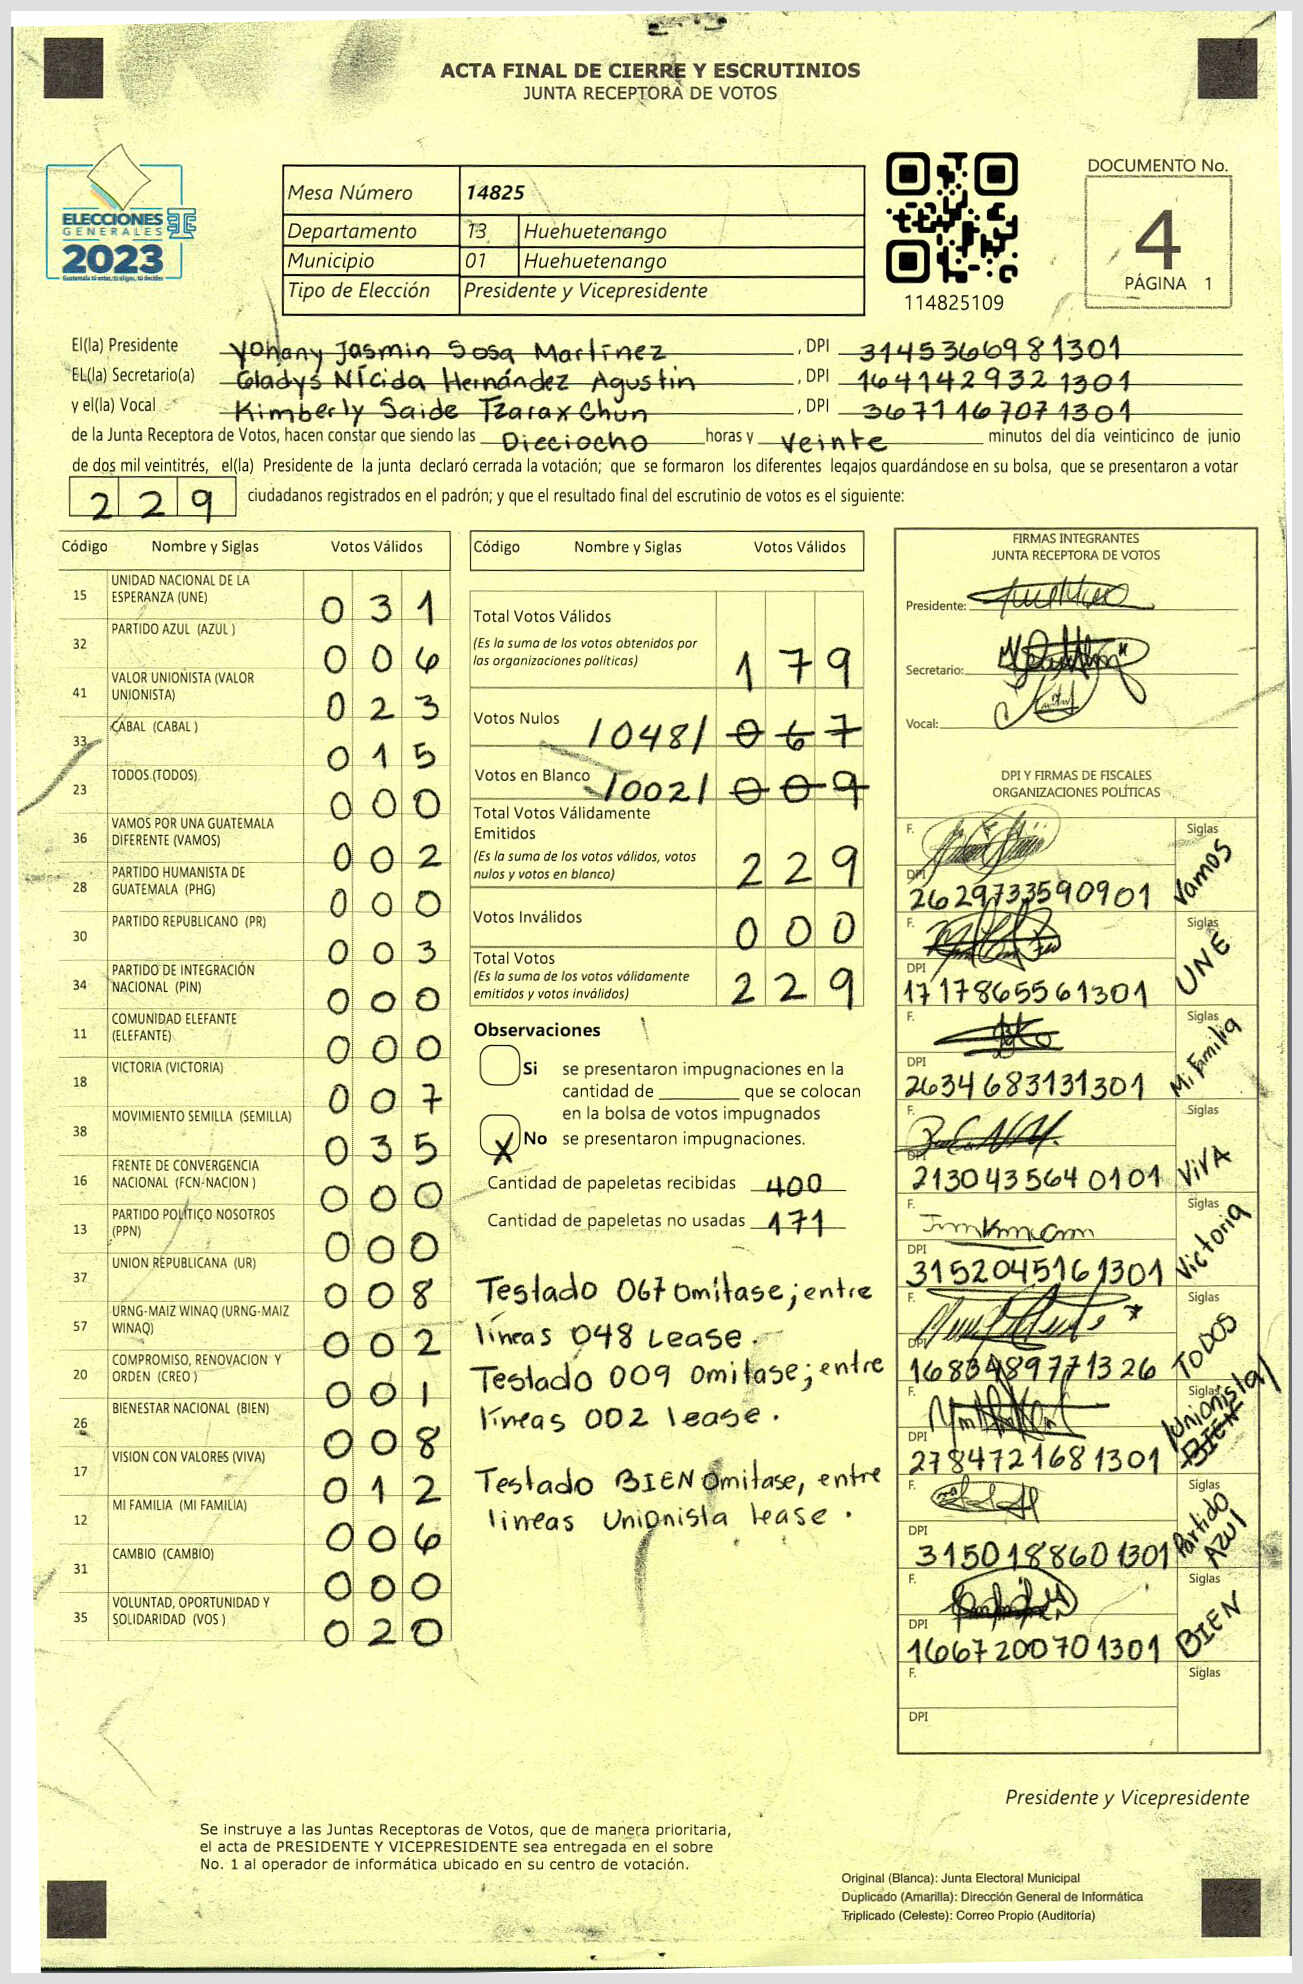 ACTA FINAL DE CIERRE Y ESCRUTINIOS
JUNTA RECEPTORA DE VOTOS
ELECCIONES
GENERALES
2023
Guatemala tú eres, tú eliges, tú decides
Mesa Número 14825
Departamento 13 Huehuetenango
Municipio 01 Huehuetenango
Tipo de Elección Presidente y Vicepresidente
114825109
DOCUMENTO No.
4
PÁGINA 1
El(la) Presidente Yohany Jasmin Sosa Martínez , DPI 3145366981301
EL(la) Secretario(a) Gladys Nícida Hernández Agustin , DPI 1641429321301
y el(la) Vocal Kimberly Saide Tzarax Chun , DPI 3671167071301
de la Junta Receptora de Votos, hacen constar que siendo las Dieciocho horas y veinte minutos del día veinticinco de junio
de dos mil veintitrés, el(la) Presidente de la junta declaró cerrada la votación; que se formaron los diferentes legajos guardándose en su bolsa, que se presentaron a votar
229 ciudadanos registrados en el padrón; y que el resultado final del escrutinio de votos es el siguiente:
Código Nombre y Siglas Votos Válidos
15 UNIDAD NACIONAL DE LA ESPERANZA (UNE) 031
32 PARTIDO AZUL (AZUL ) 006
41 VALOR UNIONISTA (VALOR UNIONISTA) 023
33 CABAL (CABAL ) 015
23 TODOS (TODOS) 000
36 VAMOS POR UNA GUATEMALA DIFERENTE (VAMOS) 002
28 PARTIDO HUMANISTA DE GUATEMALA (PHG) 000
30 PARTIDO REPUBLICANO (PR) 003
34 PARTIDO DE INTEGRACIÓN NACIONAL (PIN) 000
11 COMUNIDAD ELEFANTE (ELEFANTE) 000
18 VICTORIA (VICTORIA) 007
38 MOVIMIENTO SEMILLA (SEMILLA) 035
16 FRENTE DE CONVERGENCIA NACIONAL (FCN-NACION ) 000
13 PARTIDO POLÍTICO NOSOTROS (PPN) 000
37 UNION REPUBLICANA (UR) 008
57 URNG-MAIZ WINAQ (URNG-MAIZ WINAQ) 002
20 COMPROMISO, RENOVACION Y ORDEN (CREO ) 001
26 BIENESTAR NACIONAL (BIEN) 008
17 VISION CON VALORES (VIVA) 012
12 MI FAMILIA (MI FAMILIA) 006
31 CAMBIO (CAMBIO) 000
35 VOLUNTAD, OPORTUNIDAD Y SOLIDARIDAD (VOS ) 020
Código Nombre y Siglas Votos Válidos
Total Votos Válidos
(Es la suma de los votos obtenidos por
las organizaciones políticas) 179
Votos Nulos /048/ 067
Votos en Blanco /002/ 009
Total Votos Válidamente
Emitidos
(Es la suma de los votos válidos, votos
nulos y votos en blanco) 229
Votos Inválidos 000
Total Votos
(Es la suma de los votos válidamente
emitidos y votos inválidos) 229
Observaciones
Si se presentaron impugnaciones en la
cantidad de ________ que se colocan
en la bolsa de votos impugnados
X No se presentaron impugnaciones.
Cantidad de papeletas recibidas 400
Cantidad de papeletas no usadas 171
Testado 067 omitase; entre
líneas 048 Lease.
Testado 009 omitase; entre
líneas 002 lease.
Testado BIEN omitase, entre
lineas Unionista lease.
FIRMAS INTEGRANTES
JUNTA RECEPTORA DE VOTOS
Presidente:
Secretario:
Vocal:
DPI Y FIRMAS DE FISCALES
ORGANIZACIONES POLÍTICAS
F. Siglas Vamos
DPI 2629733590901
F. Siglas UNE
DPI 1717865561301
F. Siglas Mi Familia
DPI 2634683131301
F. Siglas ViVA
DPI 2130435640101
F. Siglas Victoria
DPI 3152045161301
F. Siglas TODOS
DPI 1683489771326
F. Siglas /Unionista/ BIEN
DPI 2784721681301
F. Siglas Partido AZUL
DPI 3150188601301
F. Siglas BIEN
DPI 1667200701301
F. Siglas
DPI
Presidente y Vicepresidente
Se instruye a las Juntas Receptoras de Votos, que de manera prioritaria,
el acta de PRESIDENTE Y VICEPRESIDENTE sea entregada en el sobre
No. 1 al operador de informática ubicado en su centro de votación.
Original (Blanca): Junta Electoral Municipal
Duplicado (Amarilla): Dirección General de Informática
Triplicado (Celeste): Correo Propio (Auditoría)